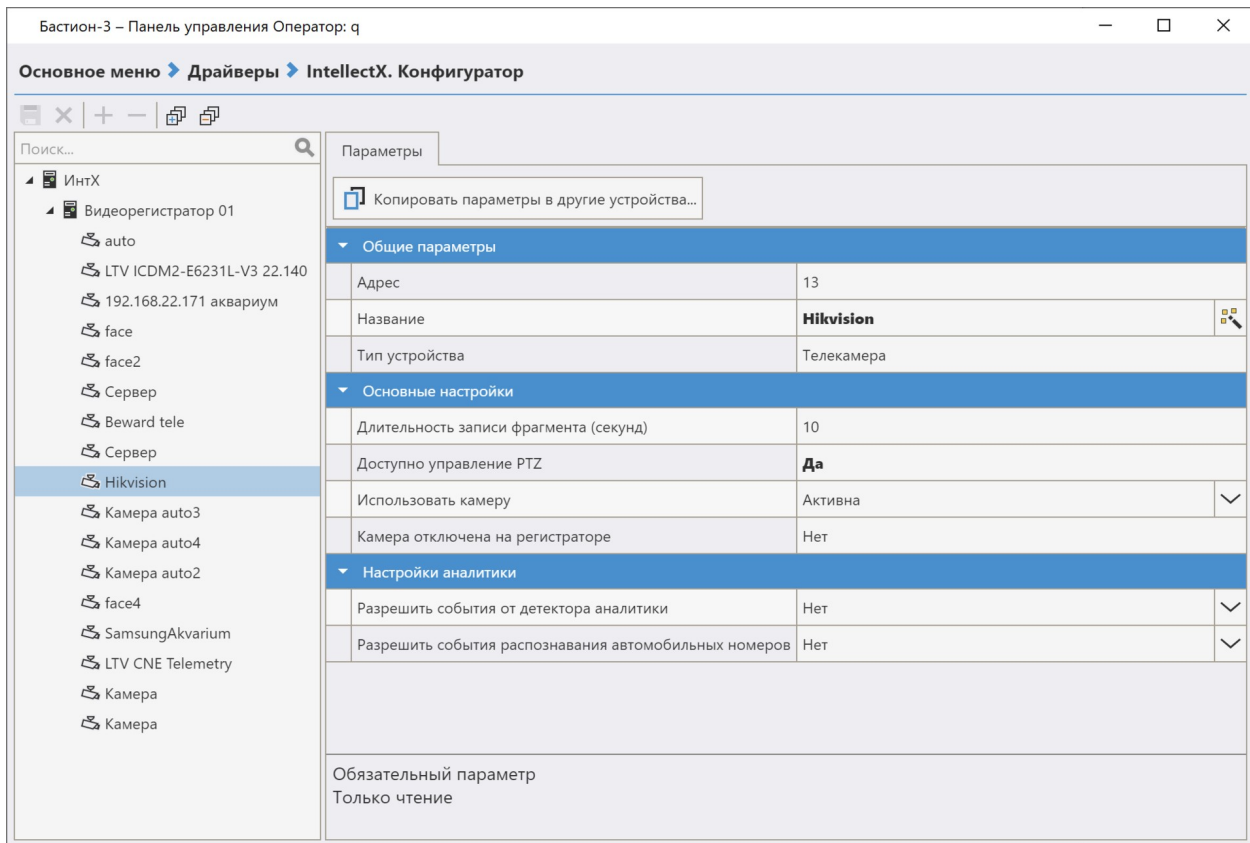 Бастион-3 – Панель управления Оператор: q
Основное меню Драйверы IntellectX. Конфигуратор
Поиск...
ИнтХ
Видеорегистратор 01
auto
LTV ICDM2-E6231L-V3 22.140
192.168.22.171 аквариум
face
face2
Сервер
Beward tele
Сервер
Hikvision
Камера auto3
Камера auto4
Камера auto2
face4
SamsungAkvarium
LTV CNE Telemetry
Камера
Камера
Параметры
Копировать параметры в другие устройства...
Общие параметры
Адрес 13
Название Hikvision
Тип устройства Телекамера
Основные настройки
Длительность записи фрагмента (секунд) 10
Доступно управление PTZ Да
Использовать камеру Активна
Камера отключена на регистраторе Нет
Настройки аналитики
Разрешить события от детектора аналитики Нет
Разрешить события распознавания автомобильных номеров Нет
Обязательный параметр
Только чтение